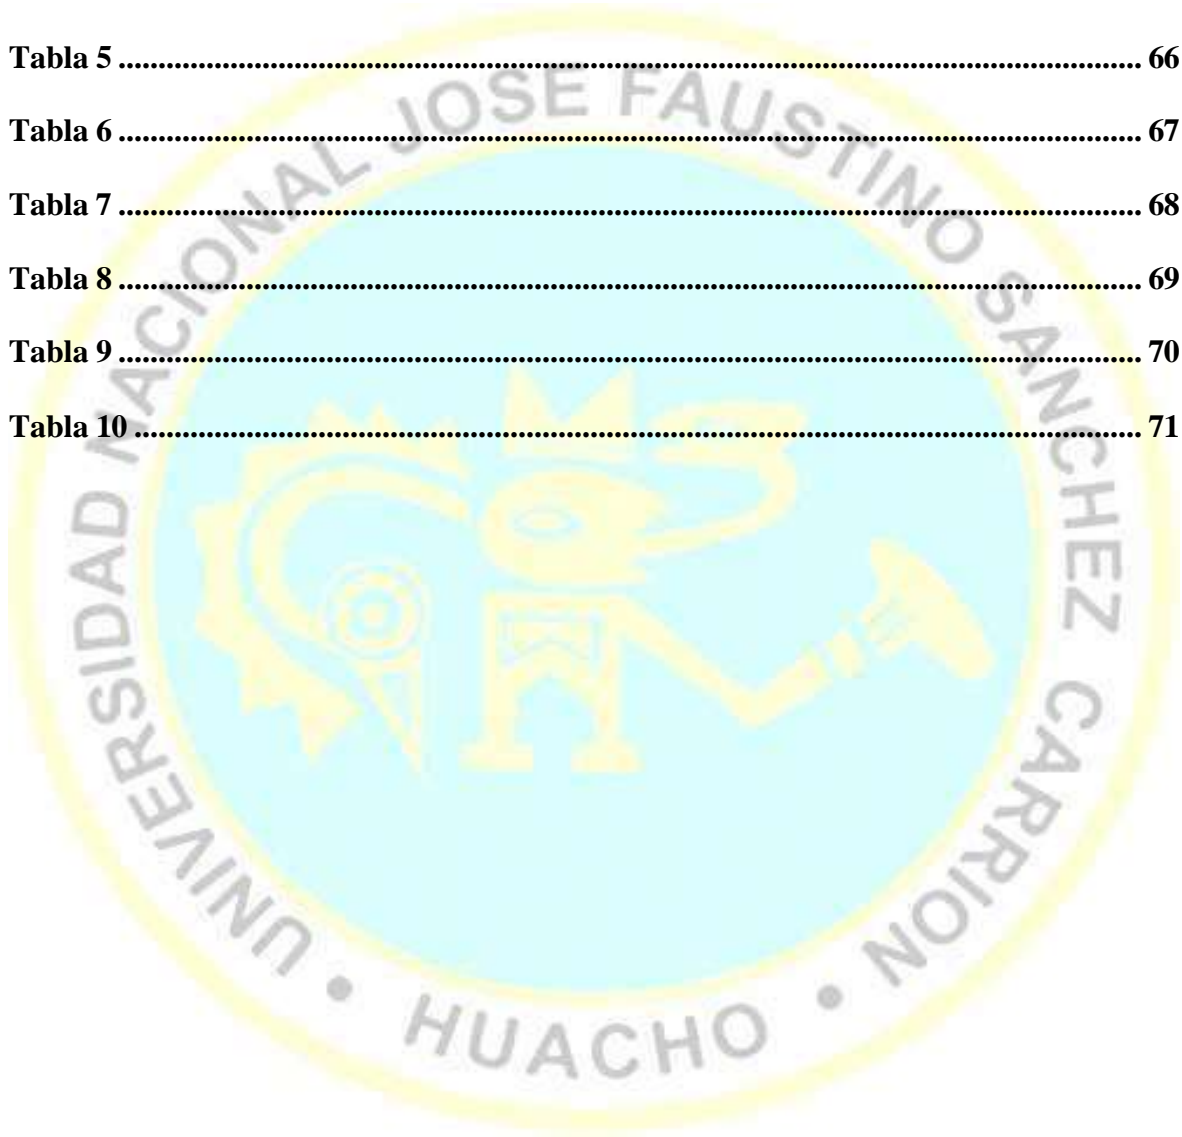 Tabla 5 ........................................................................................................ 66
Tabla 6 ........................................................................................................ 67
Tabla 7 ........................................................................................................ 68
Tabla 8 ........................................................................................................ 69
Tabla 9 ........................................................................................................ 70
Tabla 10 ...................................................................................................... 71
UNIVERSIDAD NACIONAL JOSE FAUSTINO SANCHEZ CARRION • HUACHO •